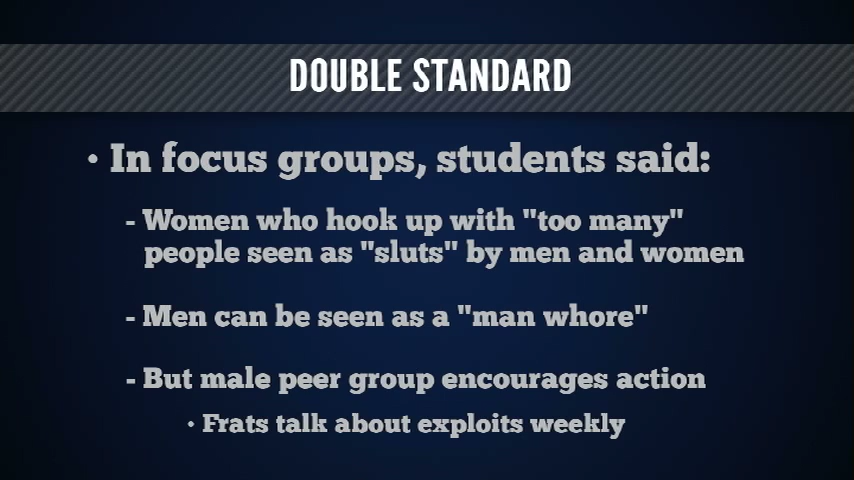 DOUBLE STANDARD
• In focus groups, students said:
- Women who hook up with "too many"
people seen as "sluts" by men and women
- Men can be seen as a "man whore"
- But male peer group encourages action
• Frats talk about exploits weekly